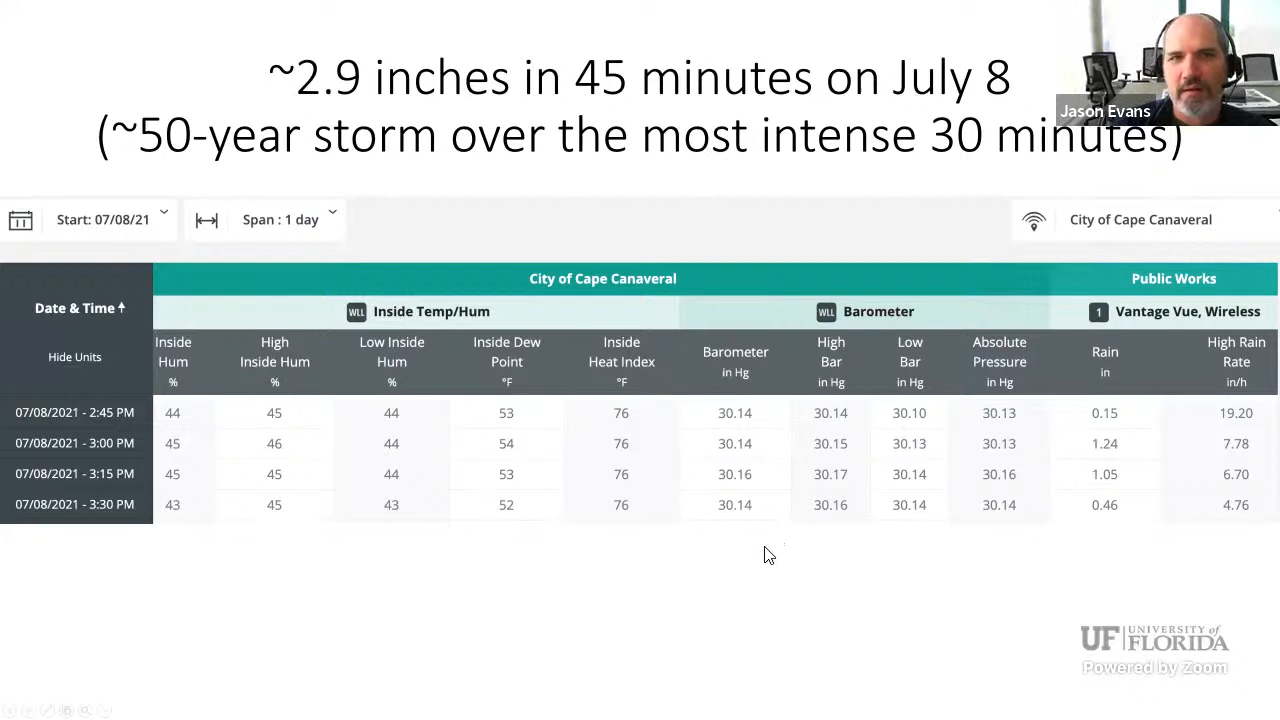 ~2.9 inches in 45 minutes on July 8
(~50-year storm over the most intense 30 minutes)
Jason Evans
Start: 07/08/21 Span : 1 day City of Cape Canaveral
City of Cape Canaveral Public Works
Date & Time WLL Inside Temp/Hum WLL Barometer 1 Vantage Vue, Wireless
Hide Units
Inside Hum % High Inside Hum % Low Inside Hum % Inside Dew Point °F Inside Heat Index °F Barometer in Hg High Bar in Hg Low Bar in Hg Absolute Pressure in Hg Rain in High Rain Rate in/h
07/08/2021 - 2:45 PM 44 45 44 53 76 30.14 30.14 30.10 30.13 0.15 19.20
07/08/2021 - 3:00 PM 45 46 44 54 76 30.14 30.15 30.13 30.13 1.24 7.78
07/08/2021 - 3:15 PM 45 45 44 53 76 30.16 30.17 30.14 30.16 1.05 6.70
07/08/2021 - 3:30 PM 43 45 43 52 76 30.14 30.16 30.14 30.14 0.46 4.76
UF UNIVERSITY of
FLORIDA
Powered by Zoom